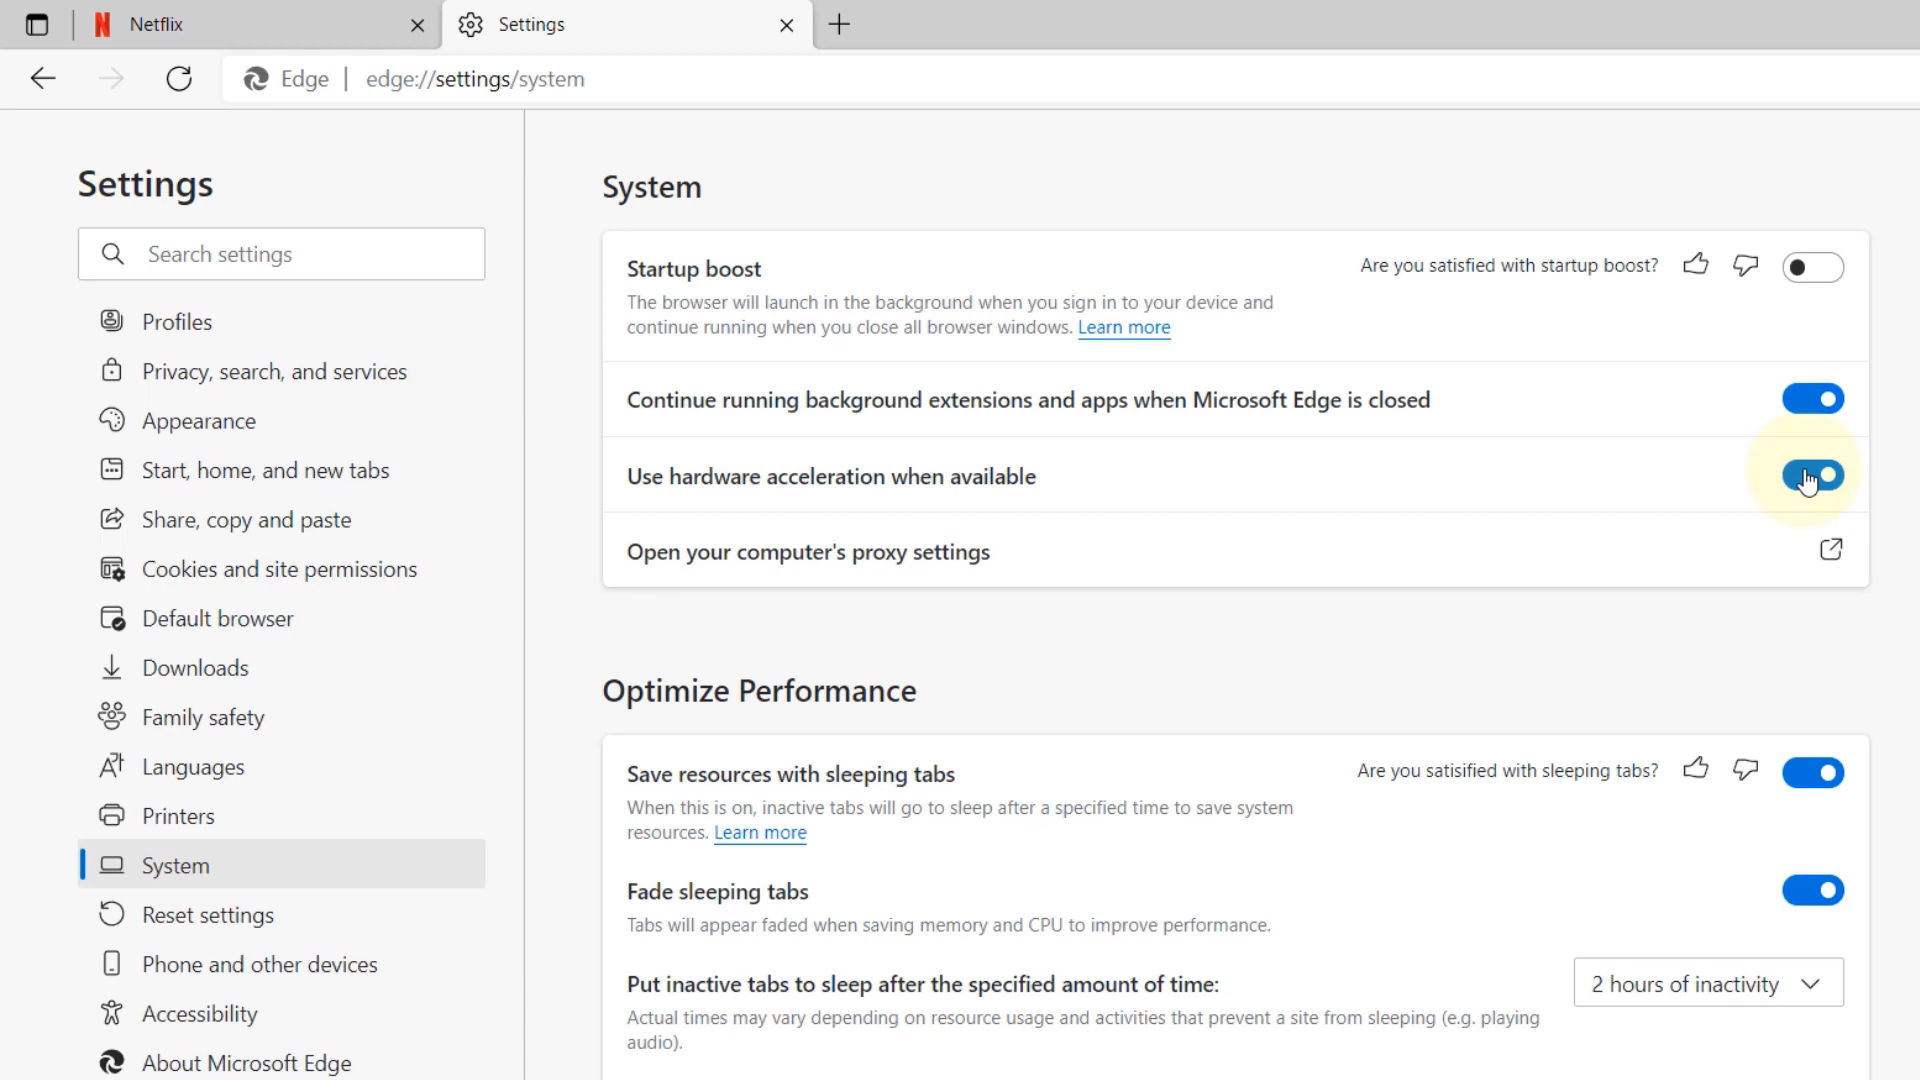 Netflix
Settings
Edge | edge://settings/system
Settings
Search settings
Profiles
Privacy, search, and services
Appearance
Start, home, and new tabs
Share, copy and paste
Cookies and site permissions
Default browser
Downloads
Family safety
Languages
Printers
System
Reset settings
Phone and other devices
Accessibility
About Microsoft Edge
System
Startup boost
Are you satisfied with startup boost?
The browser will launch in the background when you sign in to your device and
continue running when you close all browser windows. Learn more
Continue running background extensions and apps when Microsoft Edge is closed
Use hardware acceleration when available
Open your computer's proxy settings
Optimize Performance
Save resources with sleeping tabs
Are you satisified with sleeping tabs?
When this is on, inactive tabs will go to sleep after a specified time to save system
resources. Learn more
Fade sleeping tabs
Tabs will appear faded when saving memory and CPU to improve performance.
Put inactive tabs to sleep after the specified amount of time:
2 hours of inactivity
Actual times may vary depending on resource usage and activities that prevent a site from sleeping (e.g. playing
audio).